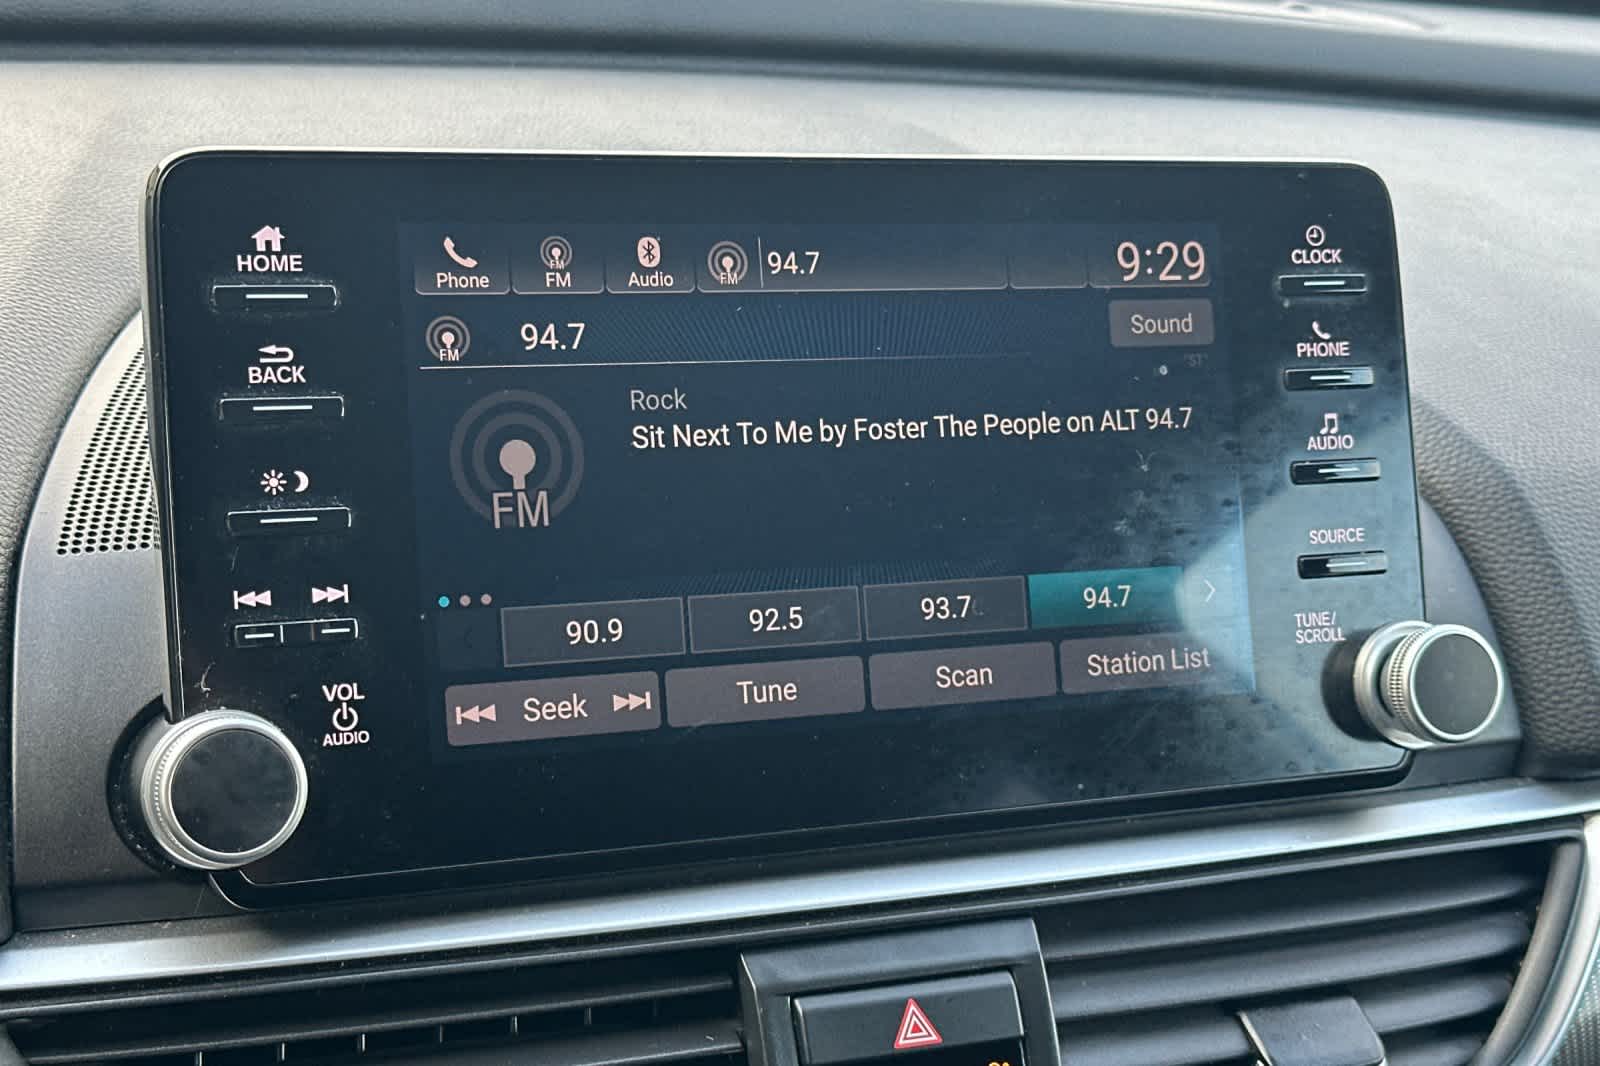 HOME
BACK
VOL
AUDIO
Phone
FM
FM
Audio
FM
94.7
9:29
FM
94.7
Sound
"ST"
FM
Rock
Sit Next To Me by Foster The People on ALT 94.7
90.9
92.5
93.7
94.7
Seek
Tune
Scan
Station List
CLOCK
PHONE
AUDIO
SOURCE
TUNE/
SCROLL